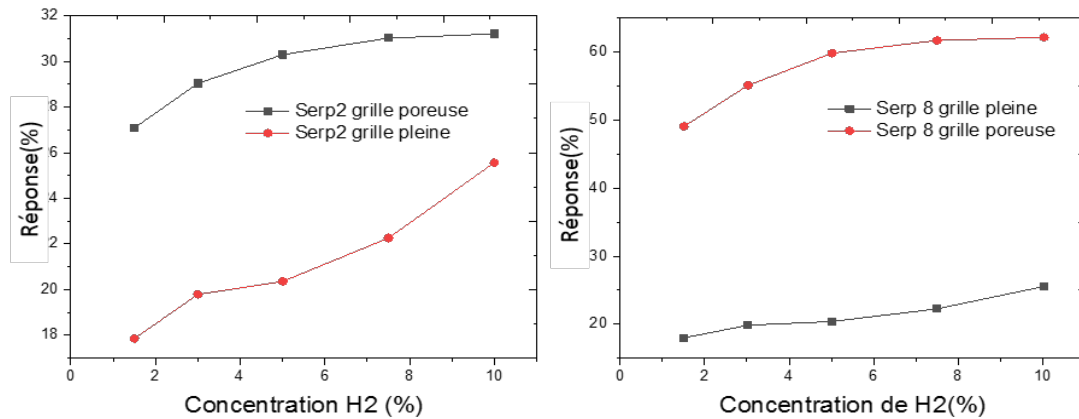 32
31
8
6
2
20
18
Réponse(%)
Serp2 grille poreuse
Serp2 grille pleine
0 2 4 6 8 10
Concentration H2 (%)
60
50
40
30
20
Réponse(%)
Serp 8 grille pleine
Serp 8 grille poreuse
0 2 4 6 8 10
Concentration de H2(%)